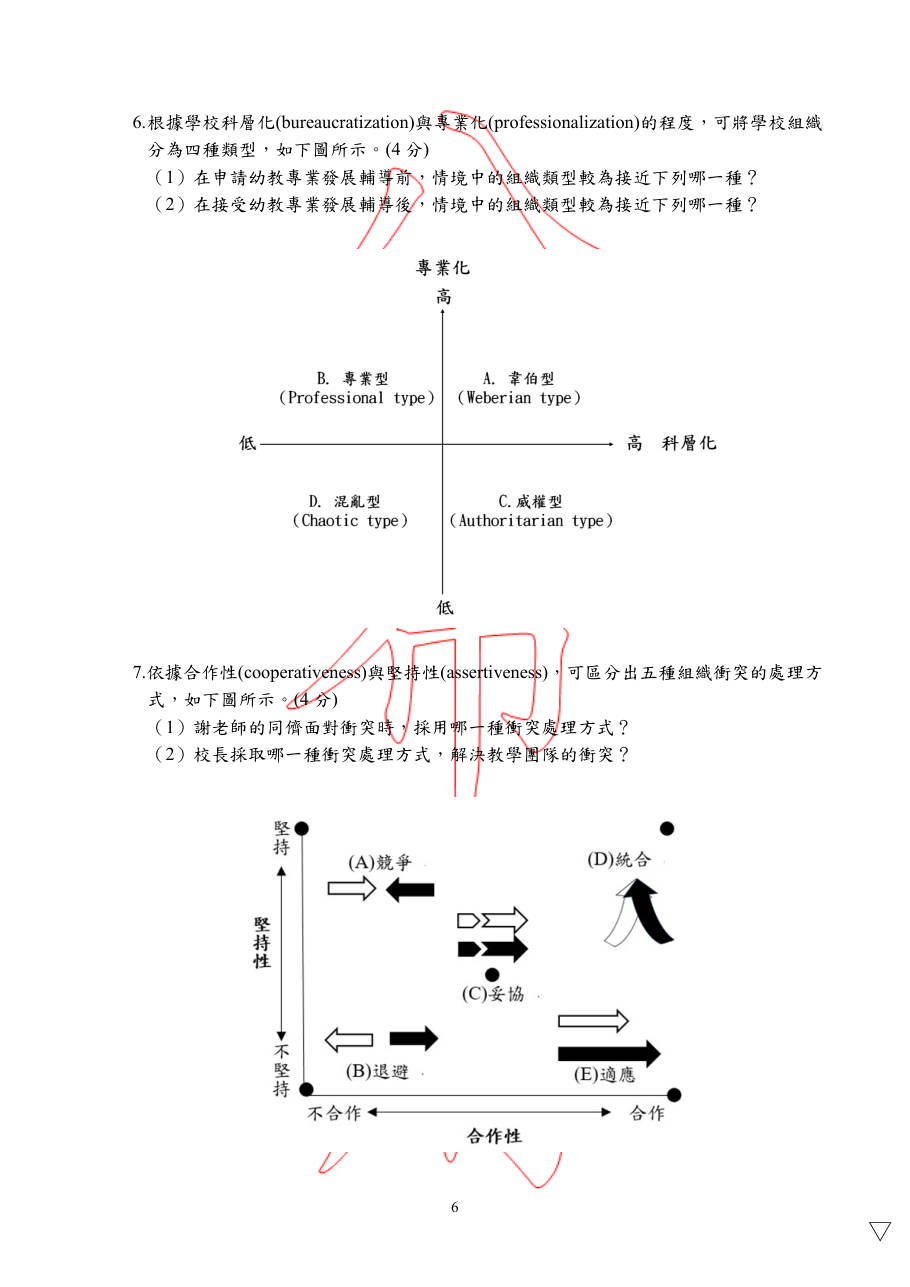 6.根據學校科層化(bureaucratization)與專業化(professionalization)的程度，可將學校組織
分為四種類型，如下圖所示。(4 分)
（1）在申請幼教專業發展輔導前，情境中的組織類型較為接近下列哪一種？
（2）在接受幼教專業發展輔導後，情境中的組織類型較為接近下列哪一種？
專業化
高
B. 專業型
（Professional type）
A. 韋伯型
（Weberian type）
低
高 科層化
D. 混亂型
（Chaotic type）
C.威權型
（Authoritarian type）
低
7.依據合作性(cooperativeness)與堅持性(assertiveness)，可區分出五種組織衝突的處理方
式，如下圖所示。(4 分)
（1）謝老師的同儕面對衝突時，採用哪一種衝突處理方式？
（2）校長採取哪一種衝突處理方式，解決教學團隊的衝突？
堅持
(A)競爭
(D)統合
堅持性
(C)妥協
不堅持
(B)退避
(E)適應
不合作
合作
合作性
6